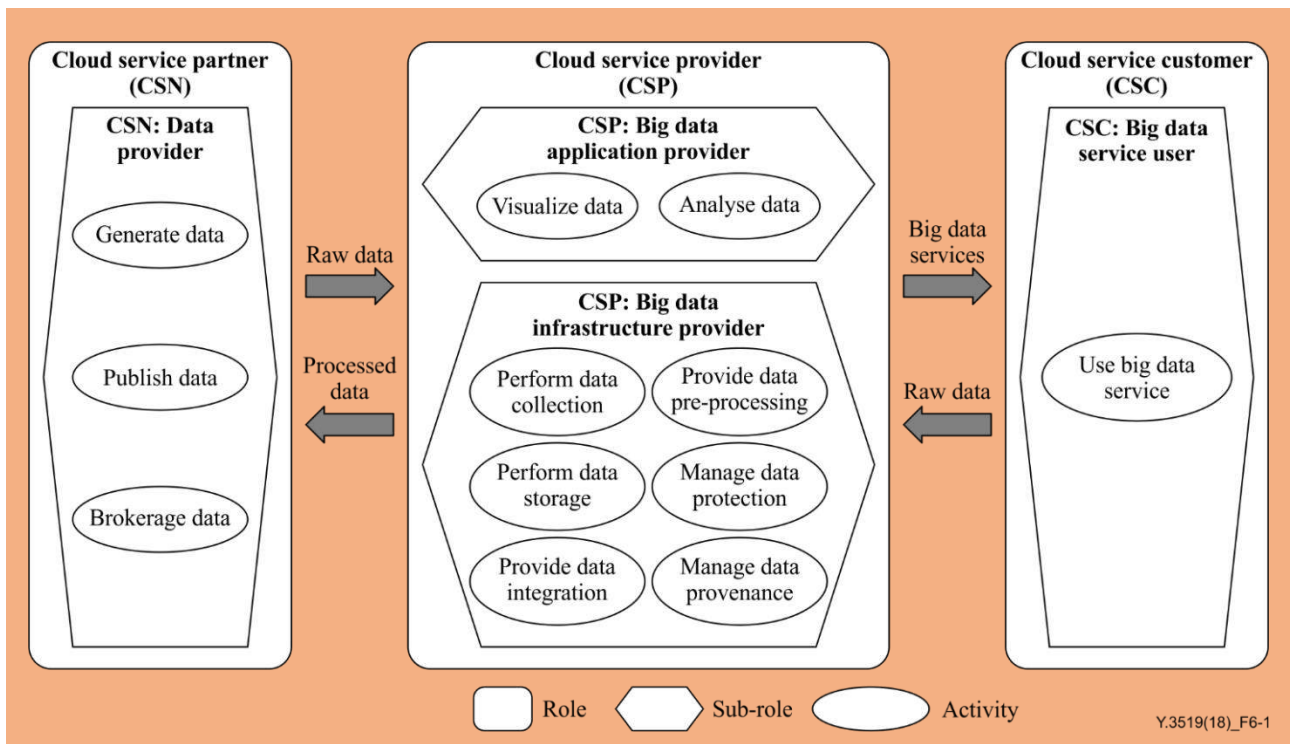 Cloud service partner
(CSN)
CSN: Data
provider
Generate data
Publish data
Brokerage data
Raw data
Processed
data
Cloud service provider
(CSP)
CSP: Big data
application provider
Visualize data
Analyse data
CSP: Big data
infrastructure provider
Perform data
collection
Provide data
pre-processing
Perform data
storage
Manage data
protection
Provide data
integration
Manage data
provenance
Big data
services
Raw data
Cloud service customer
(CSC)
CSC: Big data
service user
Use big data
service
Role
Sub-role
Activity
Y.3519(18)_F6-1